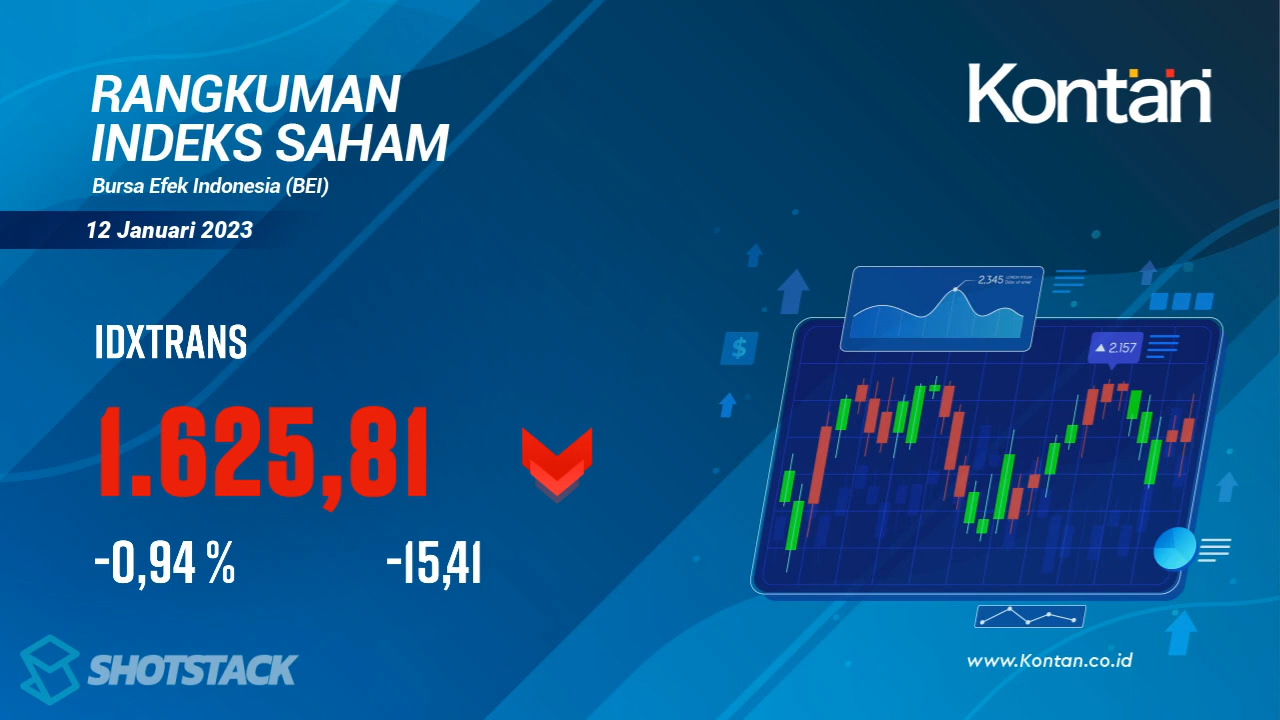 RANGKUMAN
INDEKS SAHAM
Bursa Efek Indonesia (BEI)
12 Januari 2023
Kontan
IDXTRANS
1.625,81
-0,94 %
-15,41
2.345
2.157
$
SHOTSTACK
www.Kontan.co.id